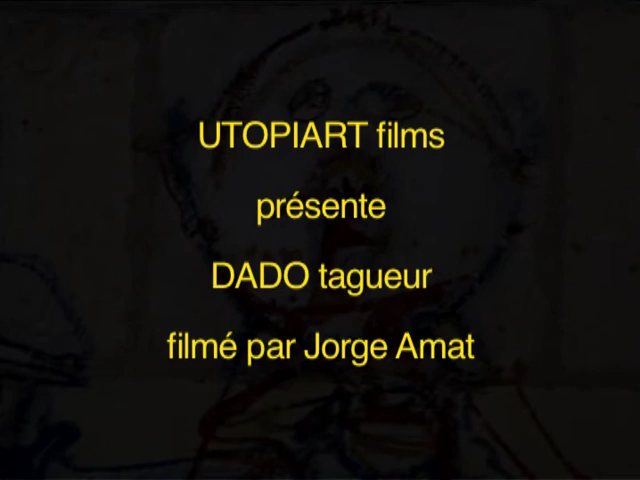 UTOPIART films
présente
DADO tagueur
filmé par Jorge Amat